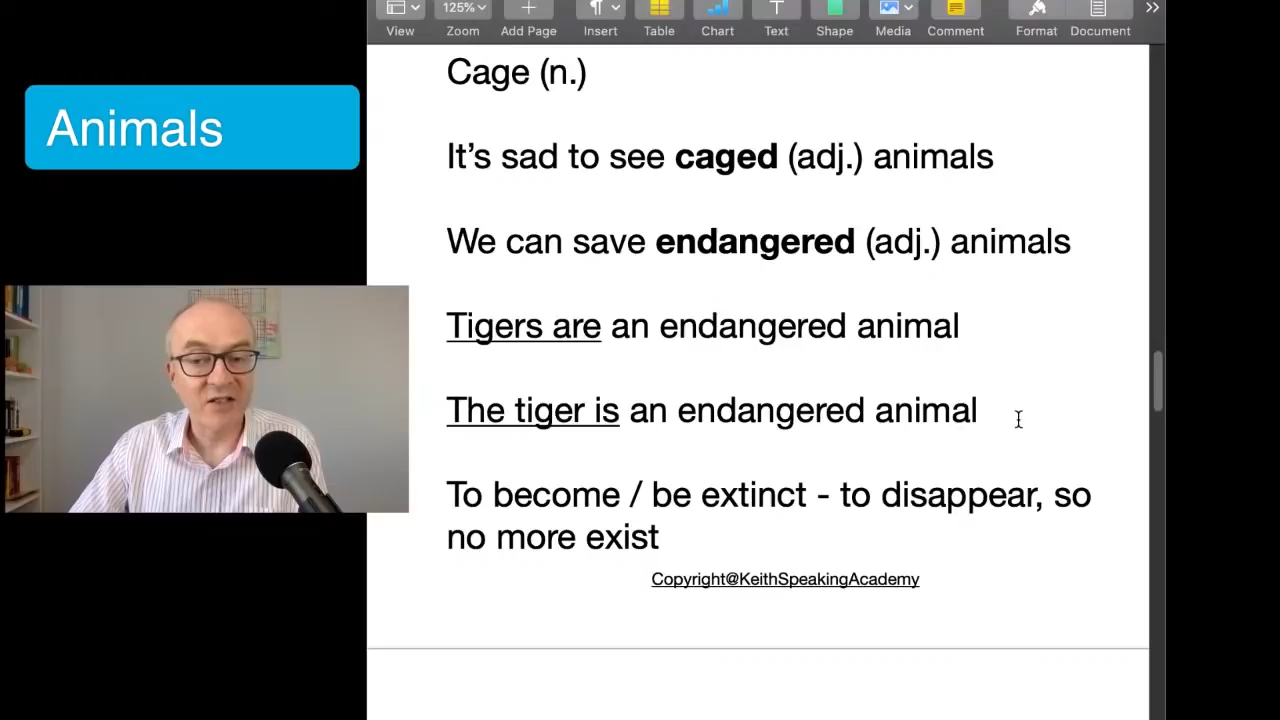 125%
View
Zoom
Add Page
Insert
Table
Chart
Text
Shape
Media
Comment
Format
Document
Animals
Cage (n.)
It’s sad to see caged (adj.) animals
We can save endangered (adj.) animals
Tigers are an endangered animal
The tiger is an endangered animal
To become / be extinct - to disappear, so
no more exist
Copyright@KeithSpeakingAcademy